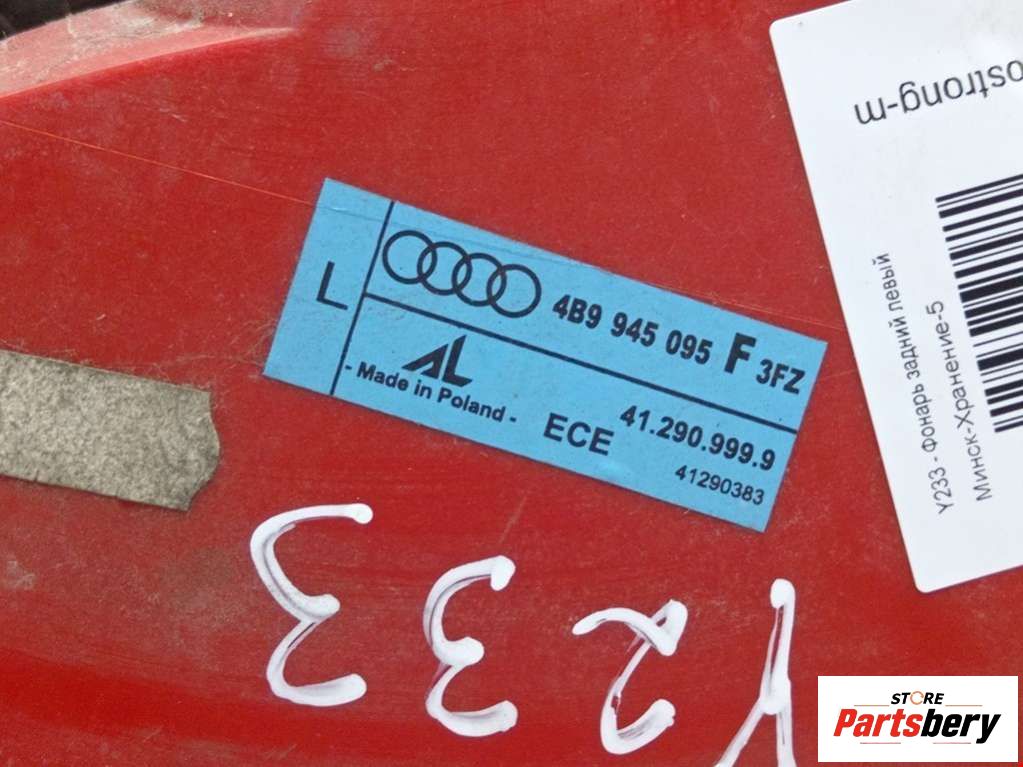 L
4B9 945 095 F 3FZ
AL
- Made in Poland -
ECE
41.290.999.9
41290383
Y233 - Фонарь задний левый
Минск-Хранение-5
Y233
STORE
Partsbery